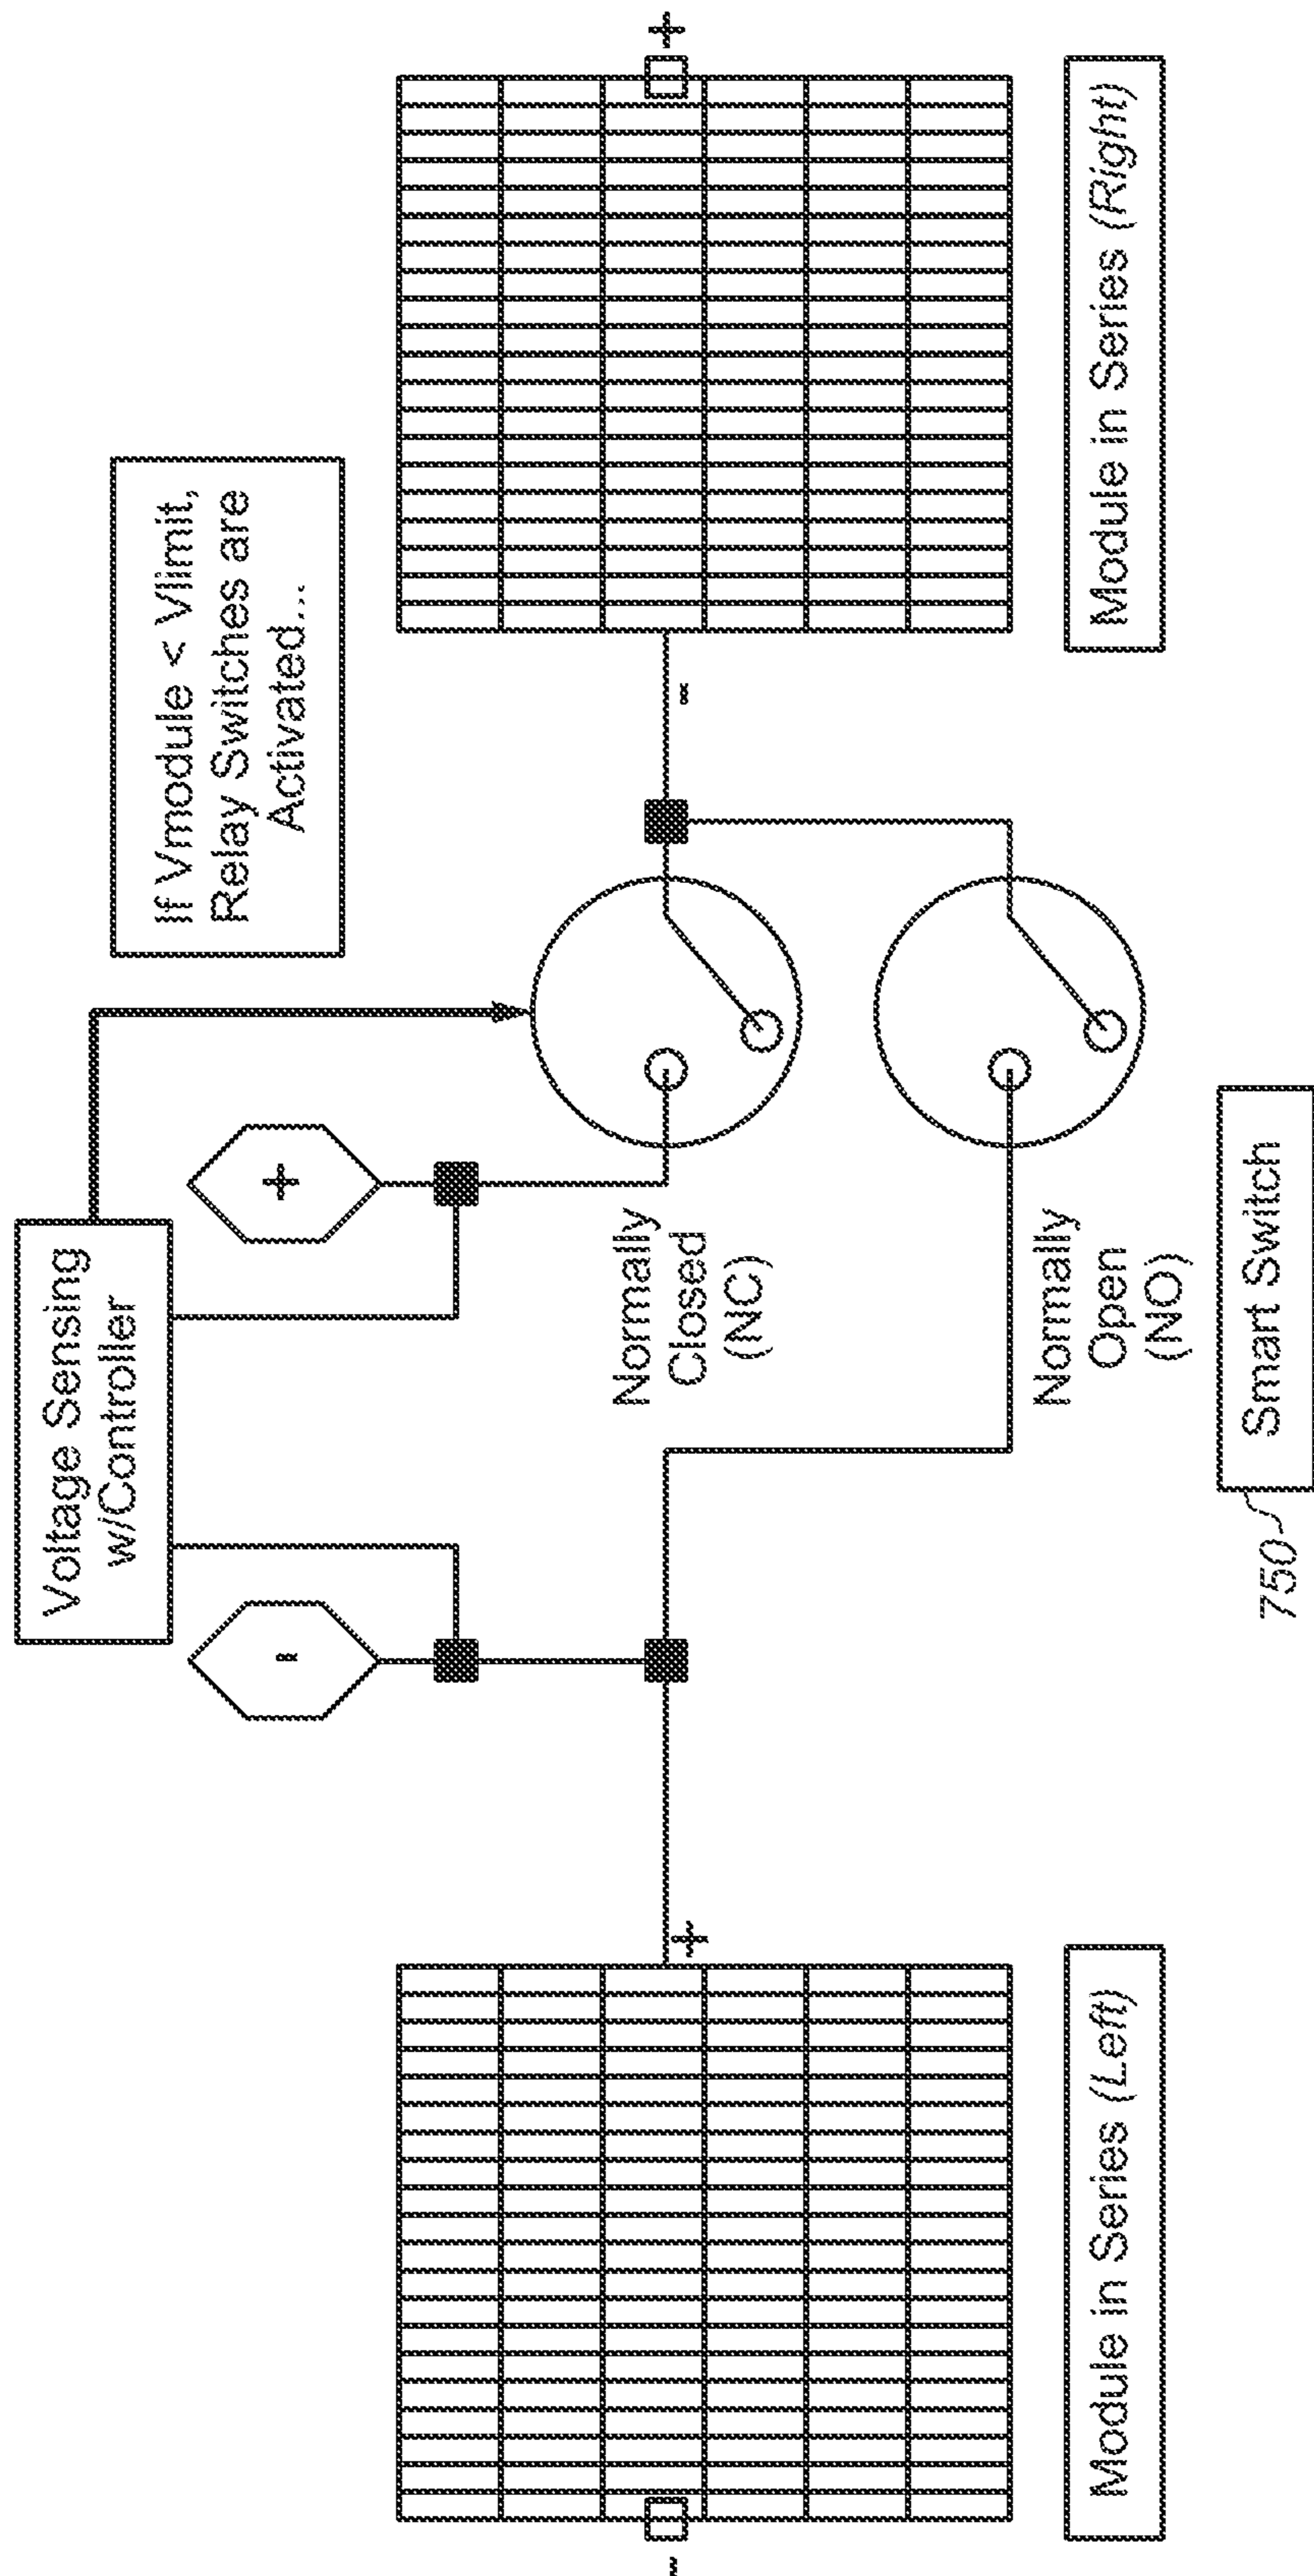 Voltage Sensing
w/Controller
If Vmodule < Vlimit,
Relay Switches are
Activated...
-
+
Normally
Closed
(NC)
-
+
-
+
Normally
Open
(NO)
Module in Series (Left)
Module in Series (Right)
Smart Switch
750